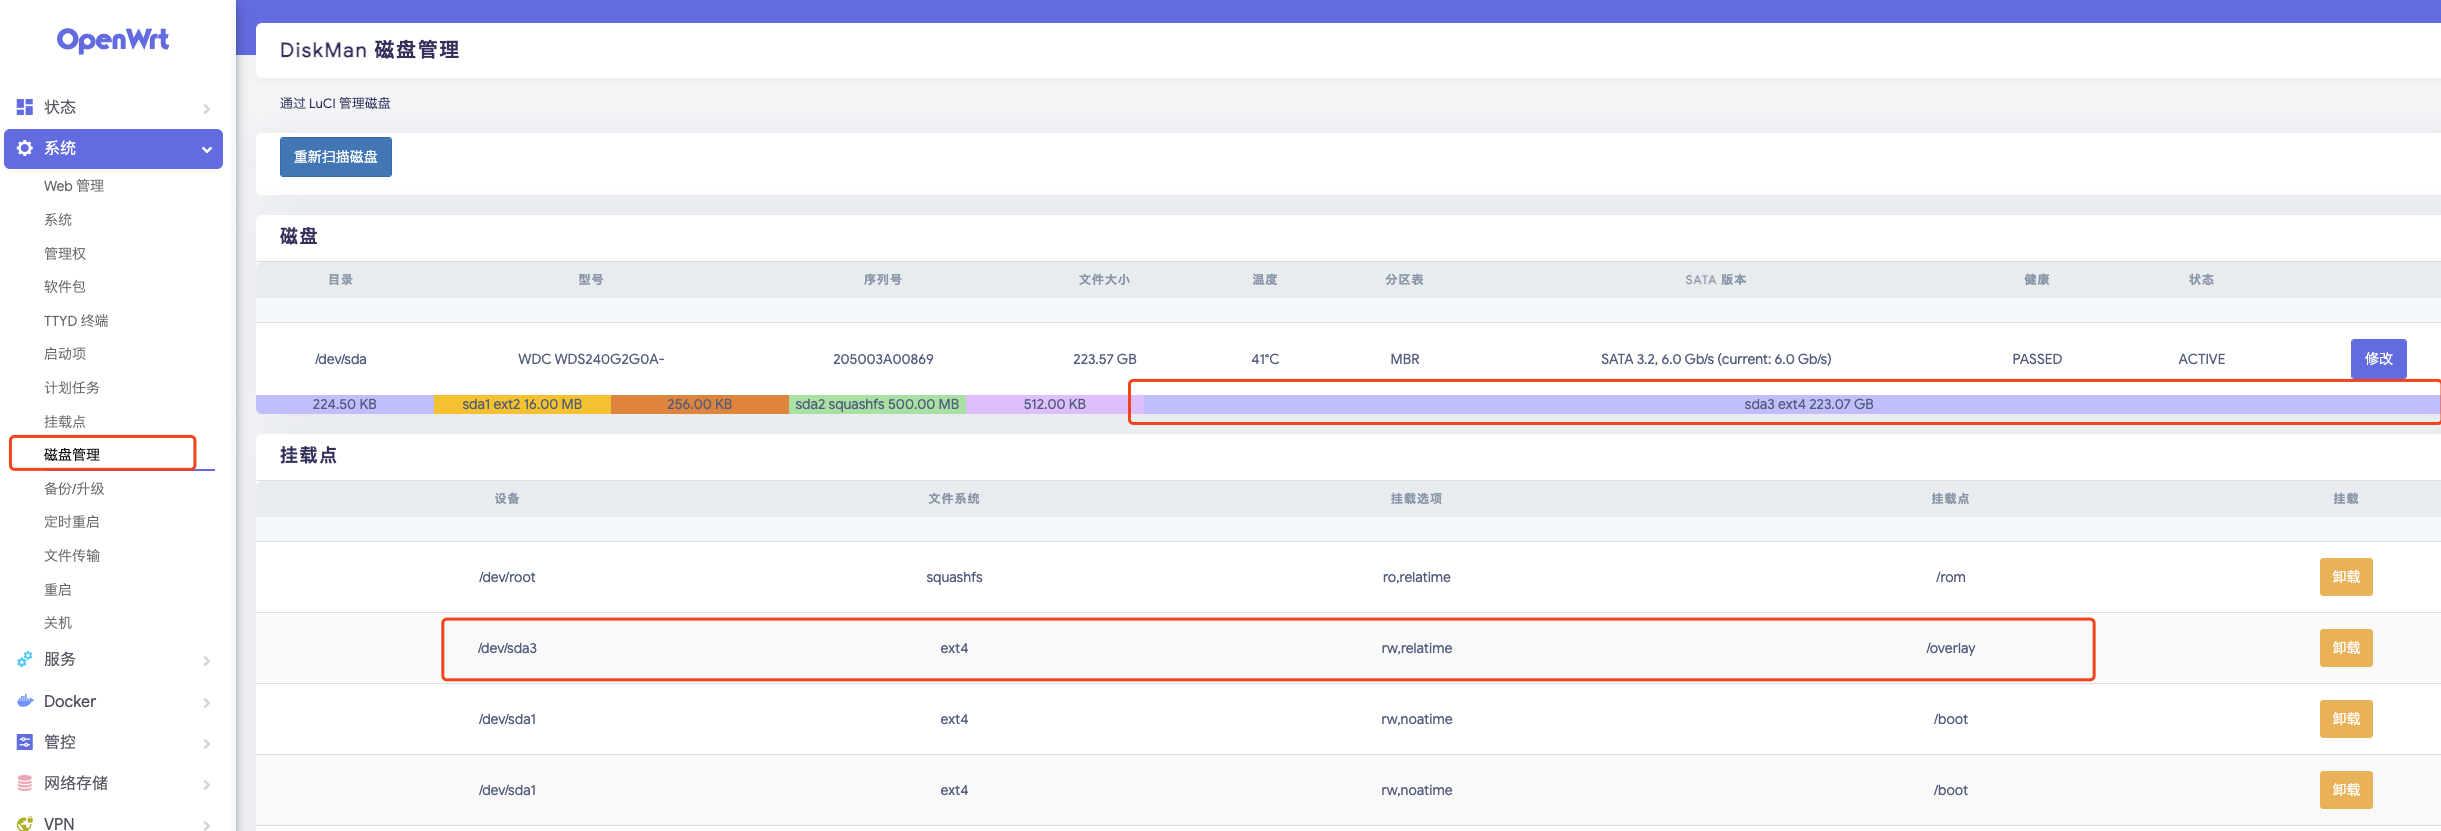 OpenWrt
状态
系统
Web 管理
系统
管理权
软件包
TTYD 终端
启动项
计划任务
挂载点
磁盘管理
备份/升级
定时重启
文件传输
重启
关机
服务
Docker
管控
网络存储
VPN
DiskMan 磁盘管理
通过 LuCI 管理磁盘
重新扫描磁盘
磁盘
目录 型号 序列号 文件大小 温度 分区表 SATA 版本 健康 状态
/dev/sda WDC WDS240G2G0A- 205003A00869 223.57 GB 41°C MBR SATA 3.2, 6.0 Gb/s (current: 6.0 Gb/s) PASSED ACTIVE 修改
224.50 KB sda1 ext2 16.00 MB 256.00 KB sda2 squashfs 500.00 MB 512.00 KB sda3 ext4 223.07 GB
挂载点
设备 文件系统 挂载选项 挂载点 挂载
/dev/root squashfs ro,relatime /rom 卸载
/dev/sda3 ext4 rw,relatime /overlay 卸载
/dev/sda1 ext4 rw,noatime /boot 卸载
/dev/sda1 ext4 rw,noatime /boot 卸载